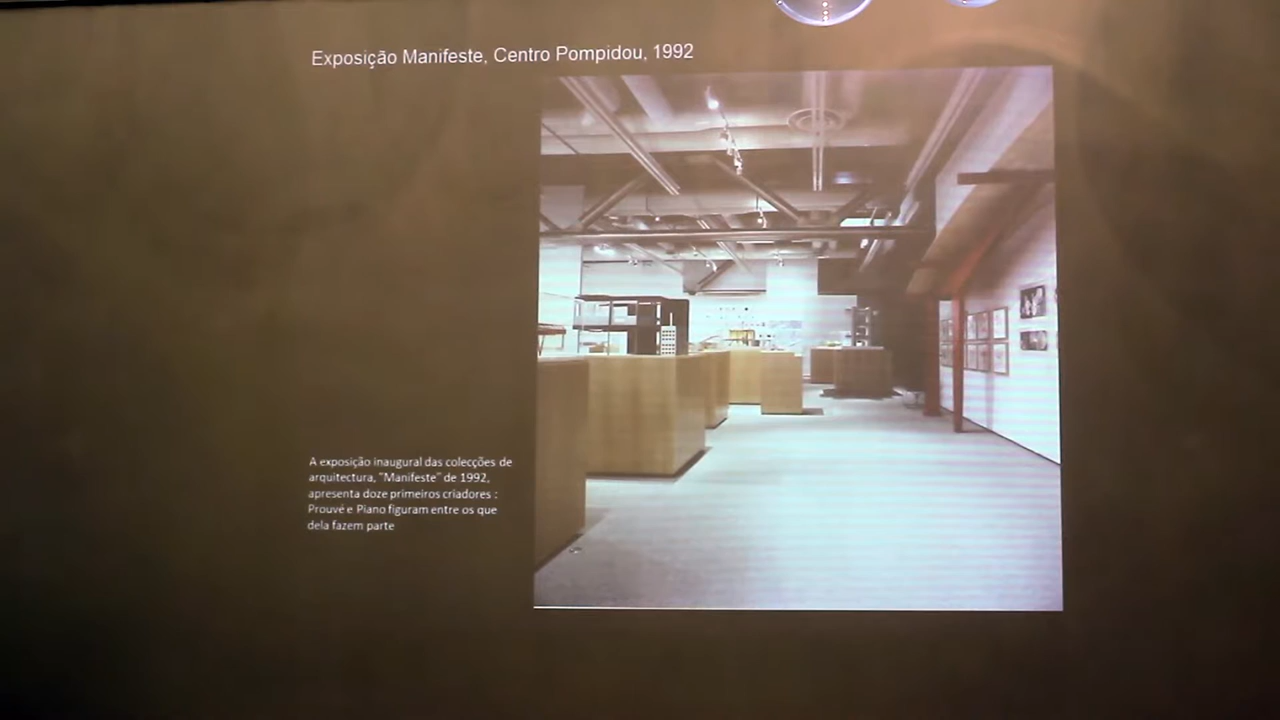 Exposição Manifeste, Centro Pompidou, 1992
A exposição inaugural das colecções de
arquitectura, "Manifeste" de 1992,
apresenta doze primeiros criadores :
Prouvé e Piano figuram entre os que
dela fazem parte